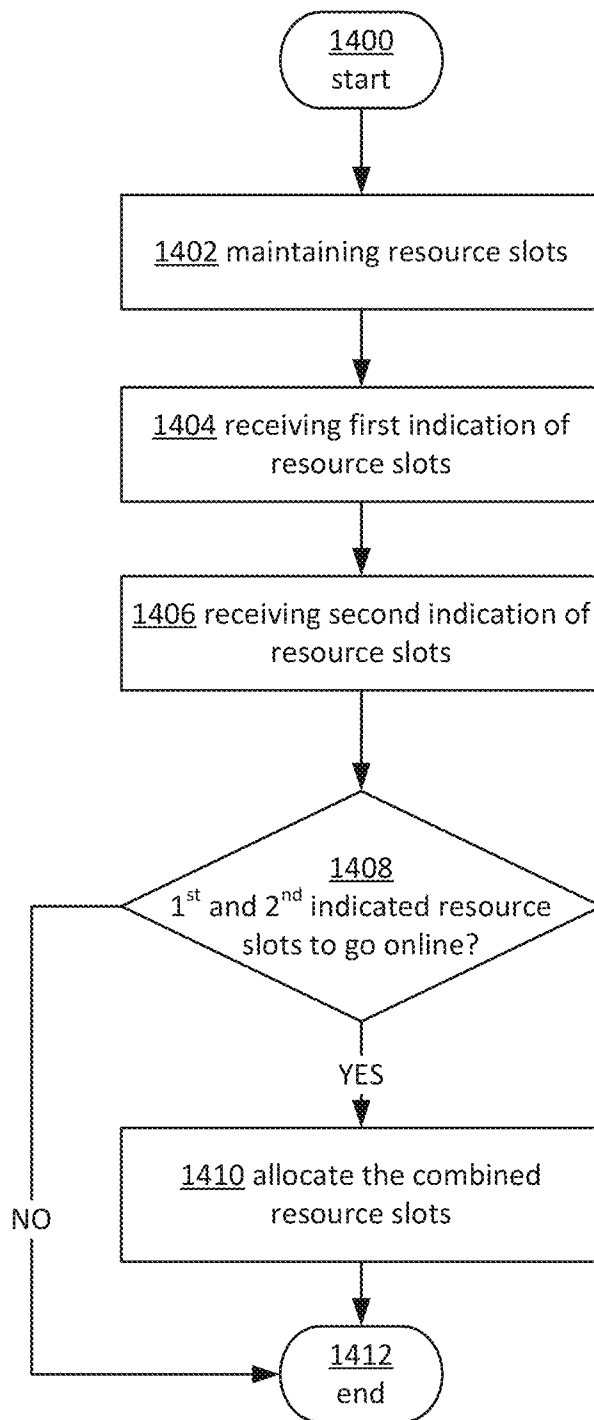 1400
start
1402 maintaining resource slots
1404 receiving first indication of
resource slots
1406 receiving second indication of
resource slots
1408
1st and 2nd indicated resource
slots to go online?
YES
1410 allocate the combined
resource slots
NO
1412
end